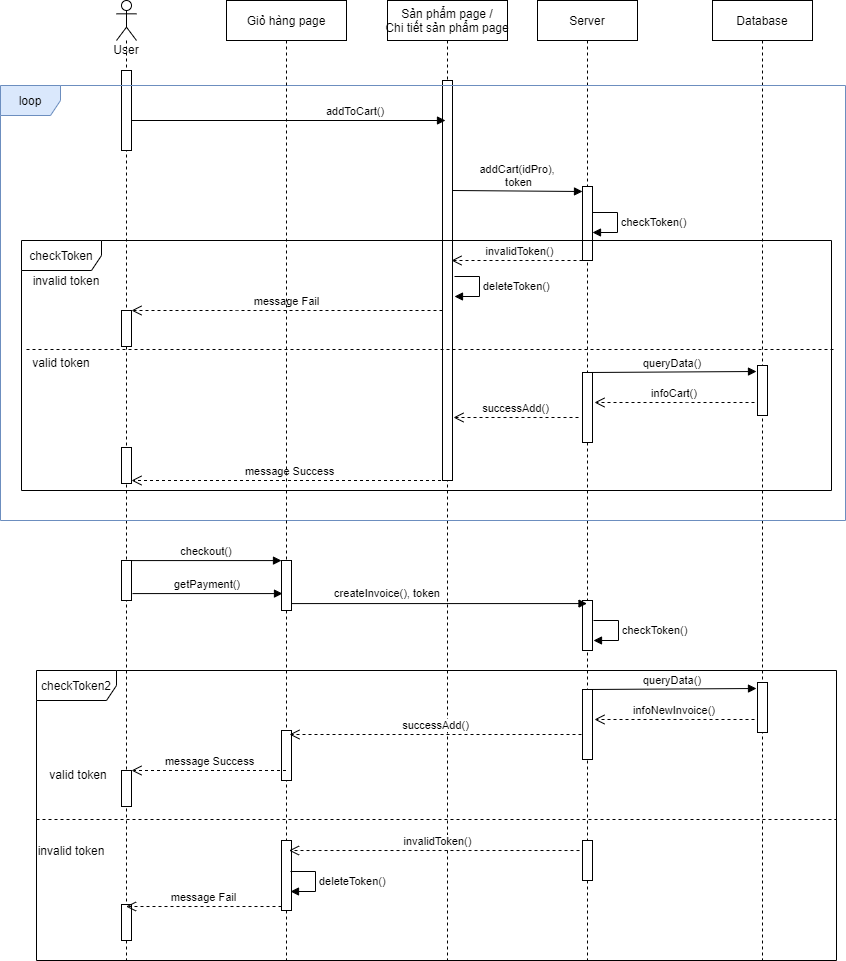 User
Giỏ hàng page
Sản phẩm page /
Chi tiết sản phẩm page
Server
Database
loop
addToCart()
addCart(idPro),
token
checkToken()
checkToken
invalidToken()
invalid token
deleteToken()
message Fail
valid token
queryData()
infoCart()
successAdd()
message Success
checkout()
getPayment()
createInvoice(), token
checkToken()
checkToken2
queryData()
infoNewInvoice()
successAdd()
message Success
valid token
invalidToken()
invalid token
deleteToken()
message Fail